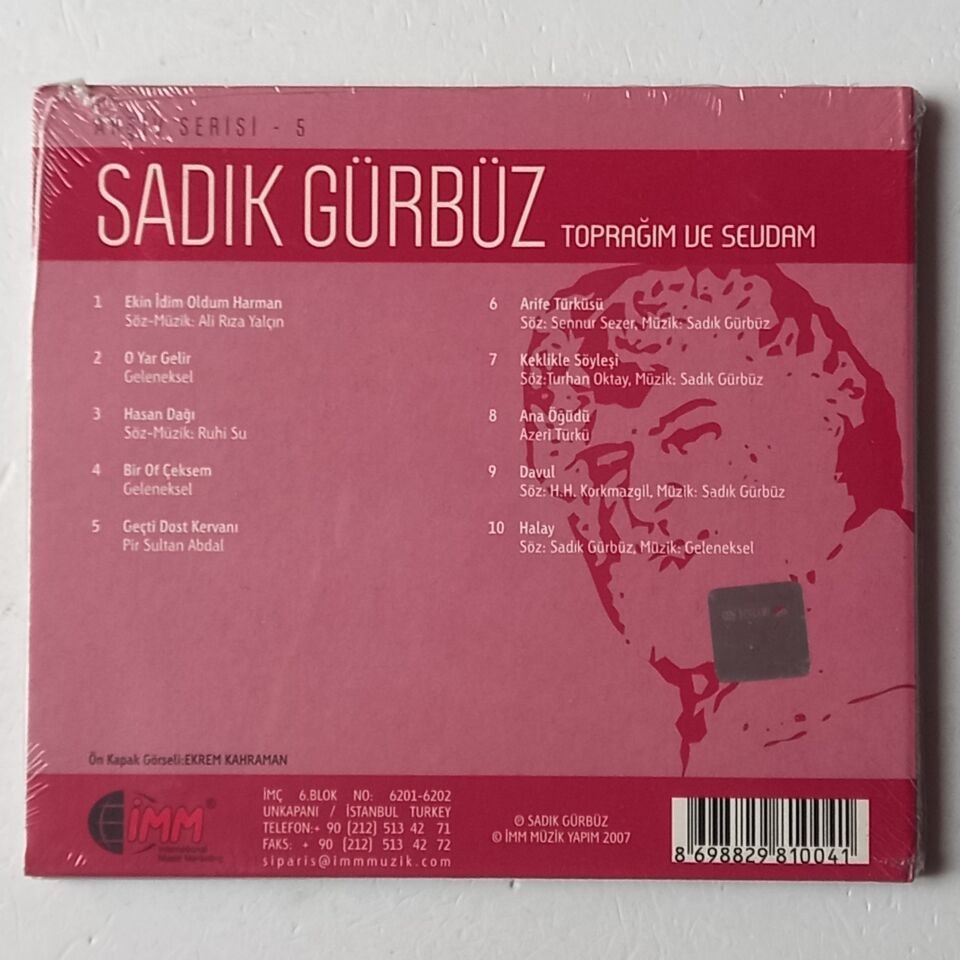 ARŞİV SERİSİ - 5
SADIK GÜRBÜZ TOPRAĞIM VE SEVDAM
1 Ekin İdim Oldum Harman
Söz-Müzik: Ali Rıza Yalçın
2 O Yar Gelir
Geleneksel
3 Hasan Dağı
Söz-Müzik: Ruhi Su
4 Bir Of Çeksem
Geleneksel
5 Geçti Dost Kervanı
Pir Sultan Abdal
6 Arife Türküsü
Söz: Sennur Sezer, Müzik: Sadık Gürbüz
7 Keklikle Söyleşi
Söz:Turhan Oktay, Müzik: Sadık Gürbüz
8 Ana Öğüdü
Azeri Türkü
9 Davul
Söz: H.H. Korkmazgil, Müzik: Sadık Gürbüz
10 Halay
Söz: Sadık Gürbüz, Müzik: Geleneksel
Ön Kapak Görseli:EKREM KAHRAMAN
İMM®
International
Music Marketing
İMÇ 6.BLOK NO: 6201-6202
UNKAPANI / İSTANBUL TURKEY
TELEFON:+ 90 (212) 513 42 71
FAKS: + 90 (212) 513 42 72
siparis@immmuzik.com
℗ SADIK GÜRBÜZ
© İMM MÜZİK YAPIM 2007
8 698829 810041